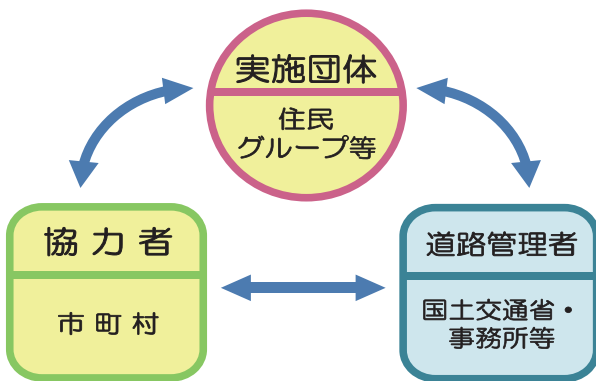 実施団体
住民
グループ等
協力者
市町村
道路管理者
国土交通省・
事務所等